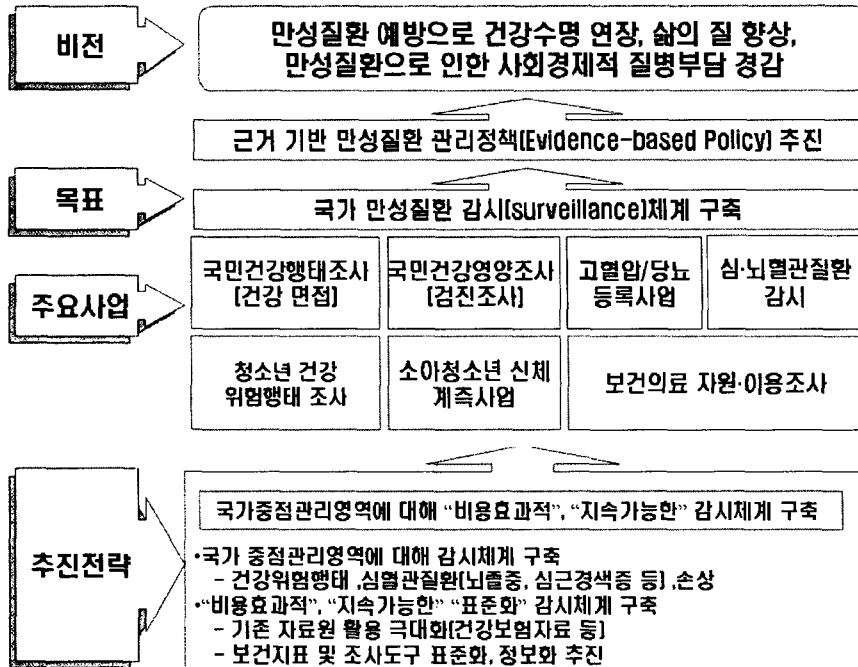 비전
만성질환 예방으로 건강수명 연장, 삶의 질 향상,
만성질환으로 인한 사회경제적 질병부담 경감
근거 기반 만성질환 관리정책(Evidence-based Policy) 추진
목표
국가 만성질환 감시(surveillance)체계 구축
주요사업
국민건강행태조사
(건강 면접)
국민건강영양조사
(검진조사)
고혈압/당뇨
등록사업
심·뇌혈관질환
감시
청소년 건강
위험행태 조사
소아청소년 신체
계측사업
보건의료 자원·이용조사
추진전략
국가중점관리영역에 대해 “비용효과적”, “지속가능한” 감시체계 구축
•국가 중점관리영역에 대해 감시체계 구축
– 건강위험행태 ,심혈관질환(뇌졸중, 심근경색증 등) ,손상
•“비용효과적”, “지속가능한” “표준화” 감시체계 구축
– 기존 자료원 활용 극대화(건강보험자료 등)
– 보건지표 및 조사도구 표준화, 정보화 추진